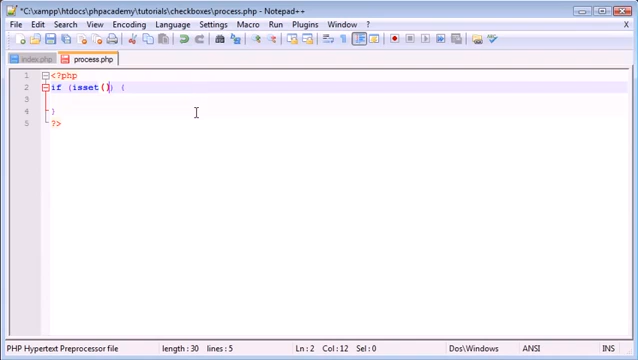 *C:\xampp\htdocs\phpacademy\tutorials\checkboxes\process.php - Notepad++
File Edit Search View Encoding Language Settings Macro Run Plugins Window ?
index.php process.php
1 <?php
2 if (isset()) {
3
4 }
5 ?>
PHP Hypertext Preprocessor file length : 30 lines : 5 Ln : 2 Col : 12 Sel : 0 Dos\Windows ANSI INS